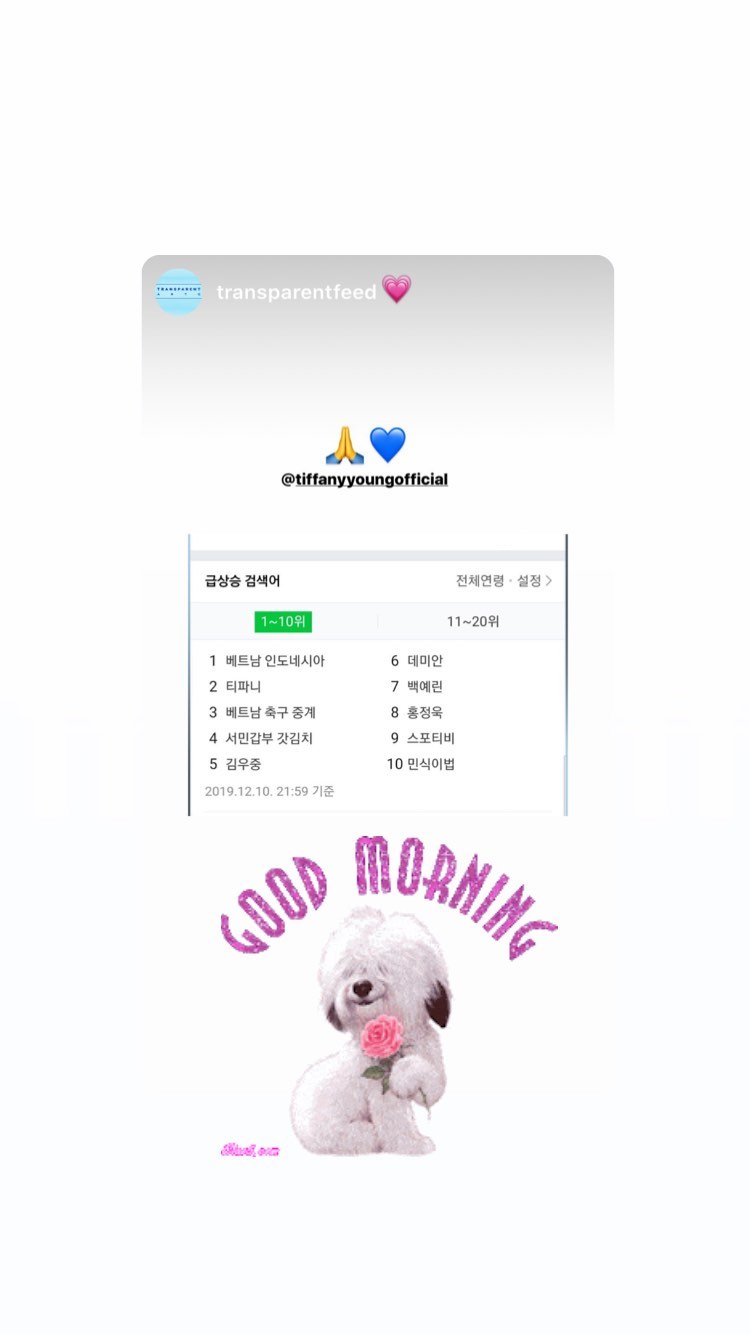 TRANSPARENT
ARTS
transparentfeed
@tiffanyyoungofficial
급상승 검색어
전체연령 · 설정 >
1~10위
11~20위
1 베트남 인도네시아
2 티파니
3 베트남 축구 중계
4 서민갑부 갓김치
5 김우중
6 데미안
7 백예린
8 홍정욱
9 스포티비
10 민식이법
2019.12.10. 21:59 기준
GOOD MORNING